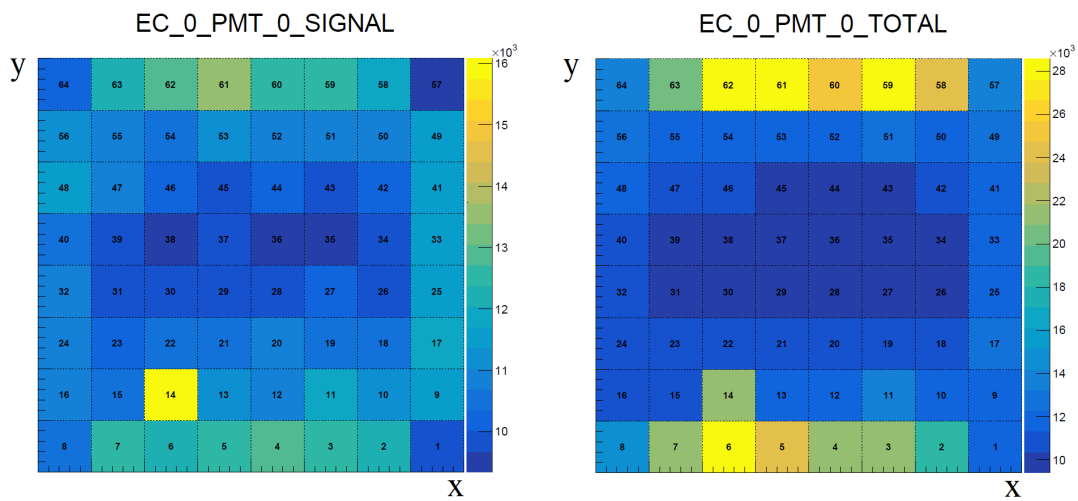 EC_0_PMT_0_SIGNAL
y
×10³
64 63 62 61 60 59 58 57
56 55 54 53 52 51 50 49
48 47 46 45 44 43 42 41
40 39 38 37 36 35 34 33
32 31 30 29 28 27 26 25
24 23 22 21 20 19 18 17
16 15 14 13 12 11 10 9
8 7 6 5 4 3 2 1
x
16
15
14
13
12
11
10
EC_0_PMT_0_TOTAL
y
×10³
64 63 62 61 60 59 58 57
56 55 54 53 52 51 50 49
48 47 46 45 44 43 42 41
40 39 38 37 36 35 34 33
32 31 30 29 28 27 26 25
24 23 22 21 20 19 18 17
16 15 14 13 12 11 10 9
8 7 6 5 4 3 2 1
x
28
26
24
22
20
18
16
14
12
10